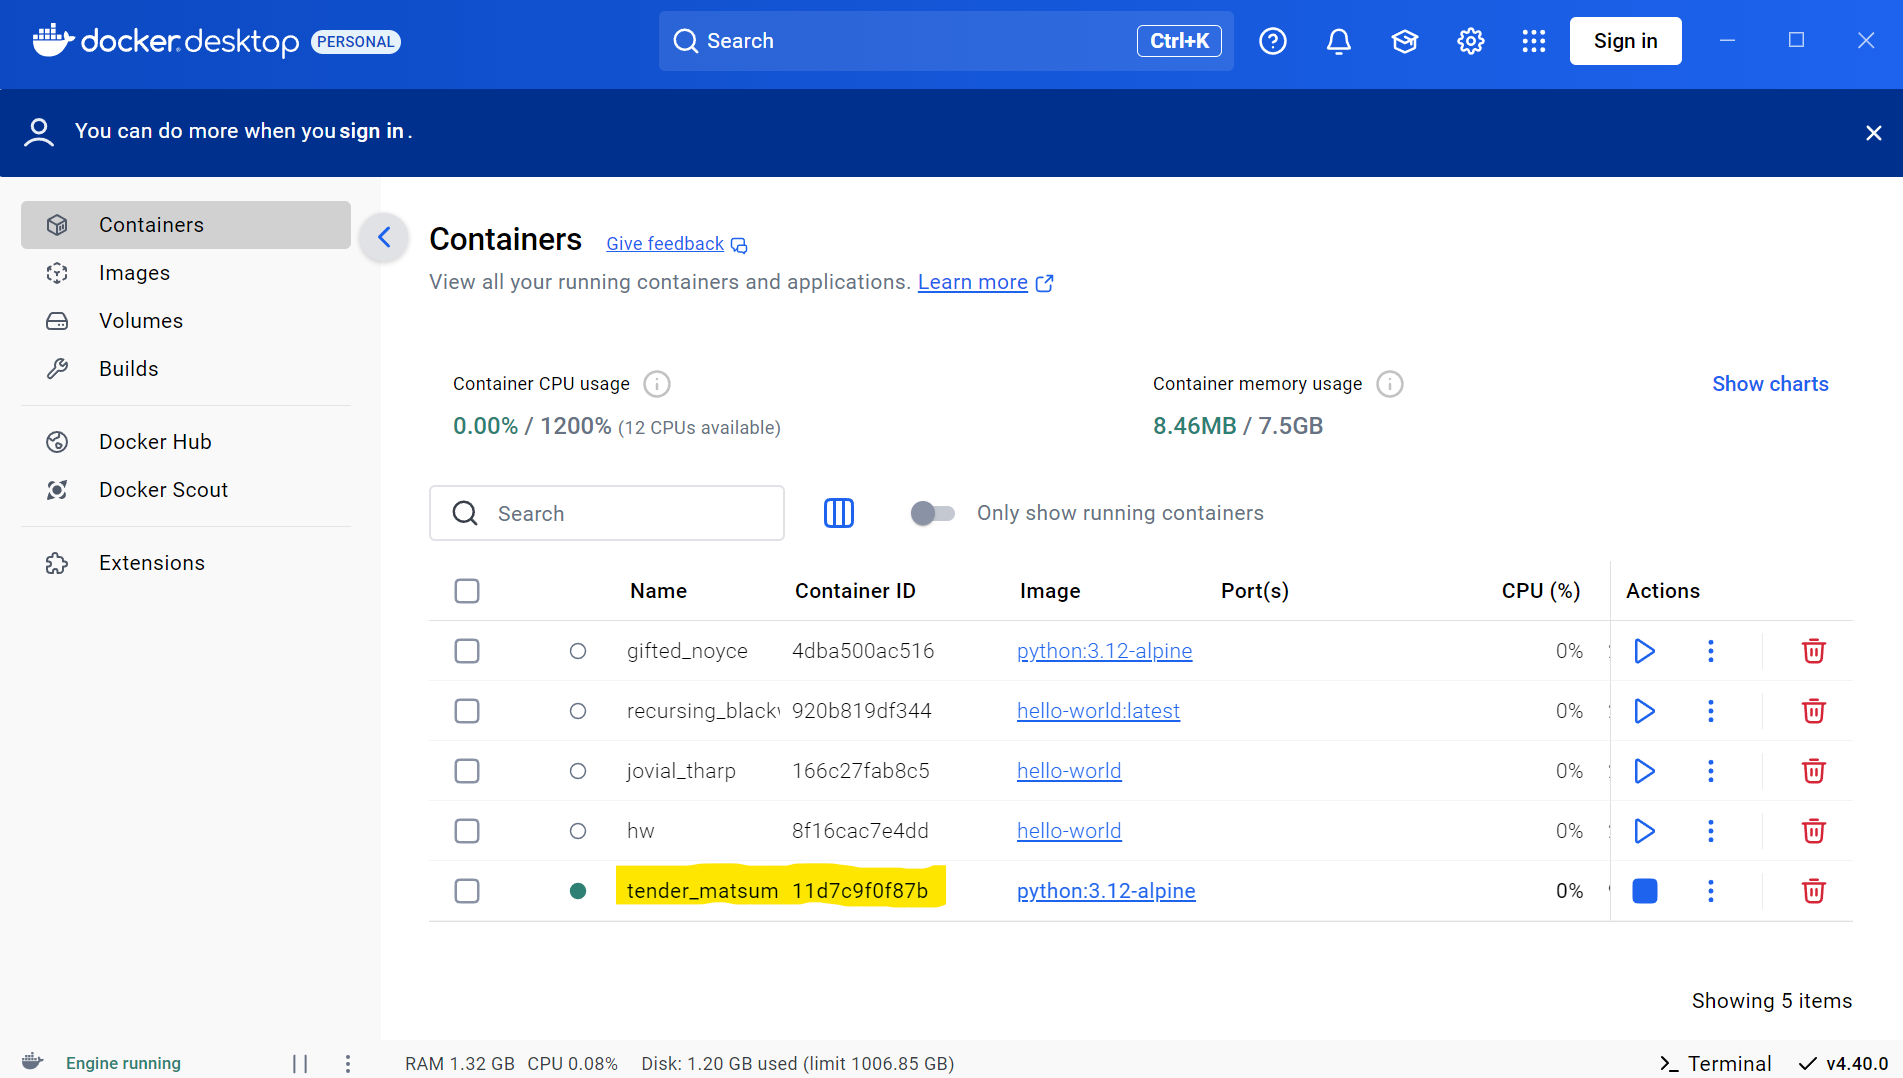 docker desktop PERSONAL
Search Ctrl+K
Sign in
You can do more when you sign in.
Containers
Images
Volumes
Builds
Docker Hub
Docker Scout
Extensions
Containers Give feedback
View all your running containers and applications. Learn more
Container CPU usage
0.00% / 1200% (12 CPUs available)
Container memory usage
8.46MB / 7.5GB
Show charts
Search
Only show running containers
Name Container ID Image Port(s) CPU (%) Actions
gifted_noyce 4dba500ac516 python:3.12-alpine 0%
recursing_blackw 920b819df344 hello-world:latest 0%
jovial_tharp 166c27fab8c5 hello-world 0%
hw 8f16cac7e4dd hello-world 0%
tender_matsum 11d7c9f0f87b python:3.12-alpine 0%
Showing 5 items
Engine running
RAM 1.32 GB CPU 0.08% Disk: 1.20 GB used (limit 1006.85 GB)
Terminal v4.40.0